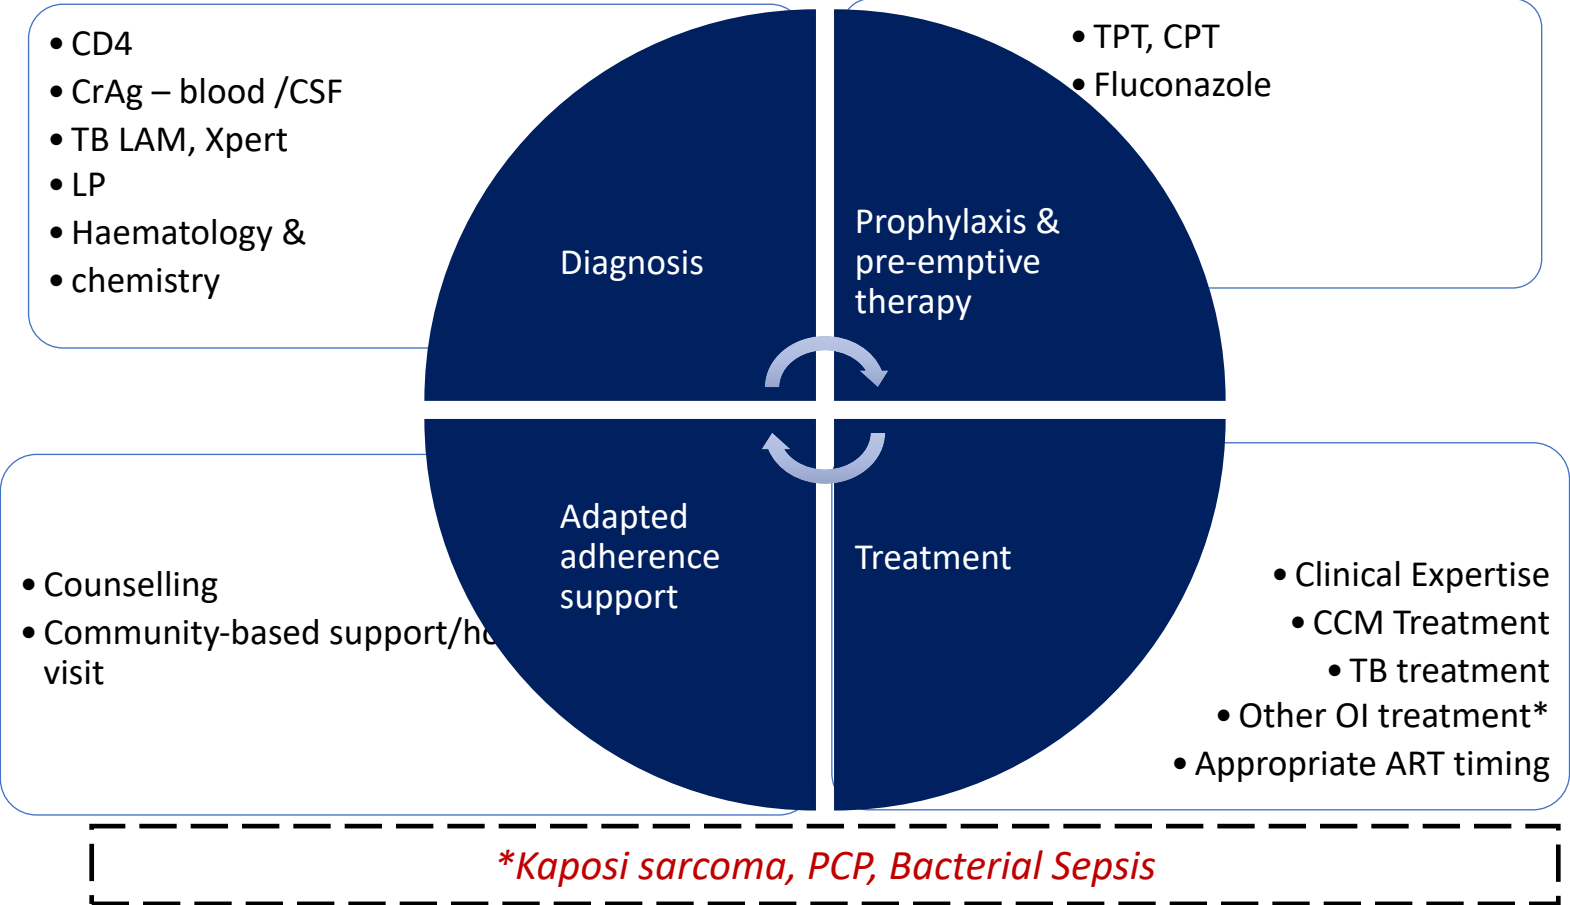 • CD4
• CrAg – blood /CSF
• TB LAM, Xpert
• LP
• Haematology &
• chemistry
Diagnosis
• TPT, CPT
• Fluconazole
Prophylaxis &
pre-emptive
therapy
• Counselling
• Community-based support/
visit
Adapted
adherence
support
Treatment
• Clinical Expertise
• CCM Treatment
• TB treatment
• Other OI treatment*
• Appropriate ART timing
*Kaposi sarcoma, PCP, Bacterial Sepsis